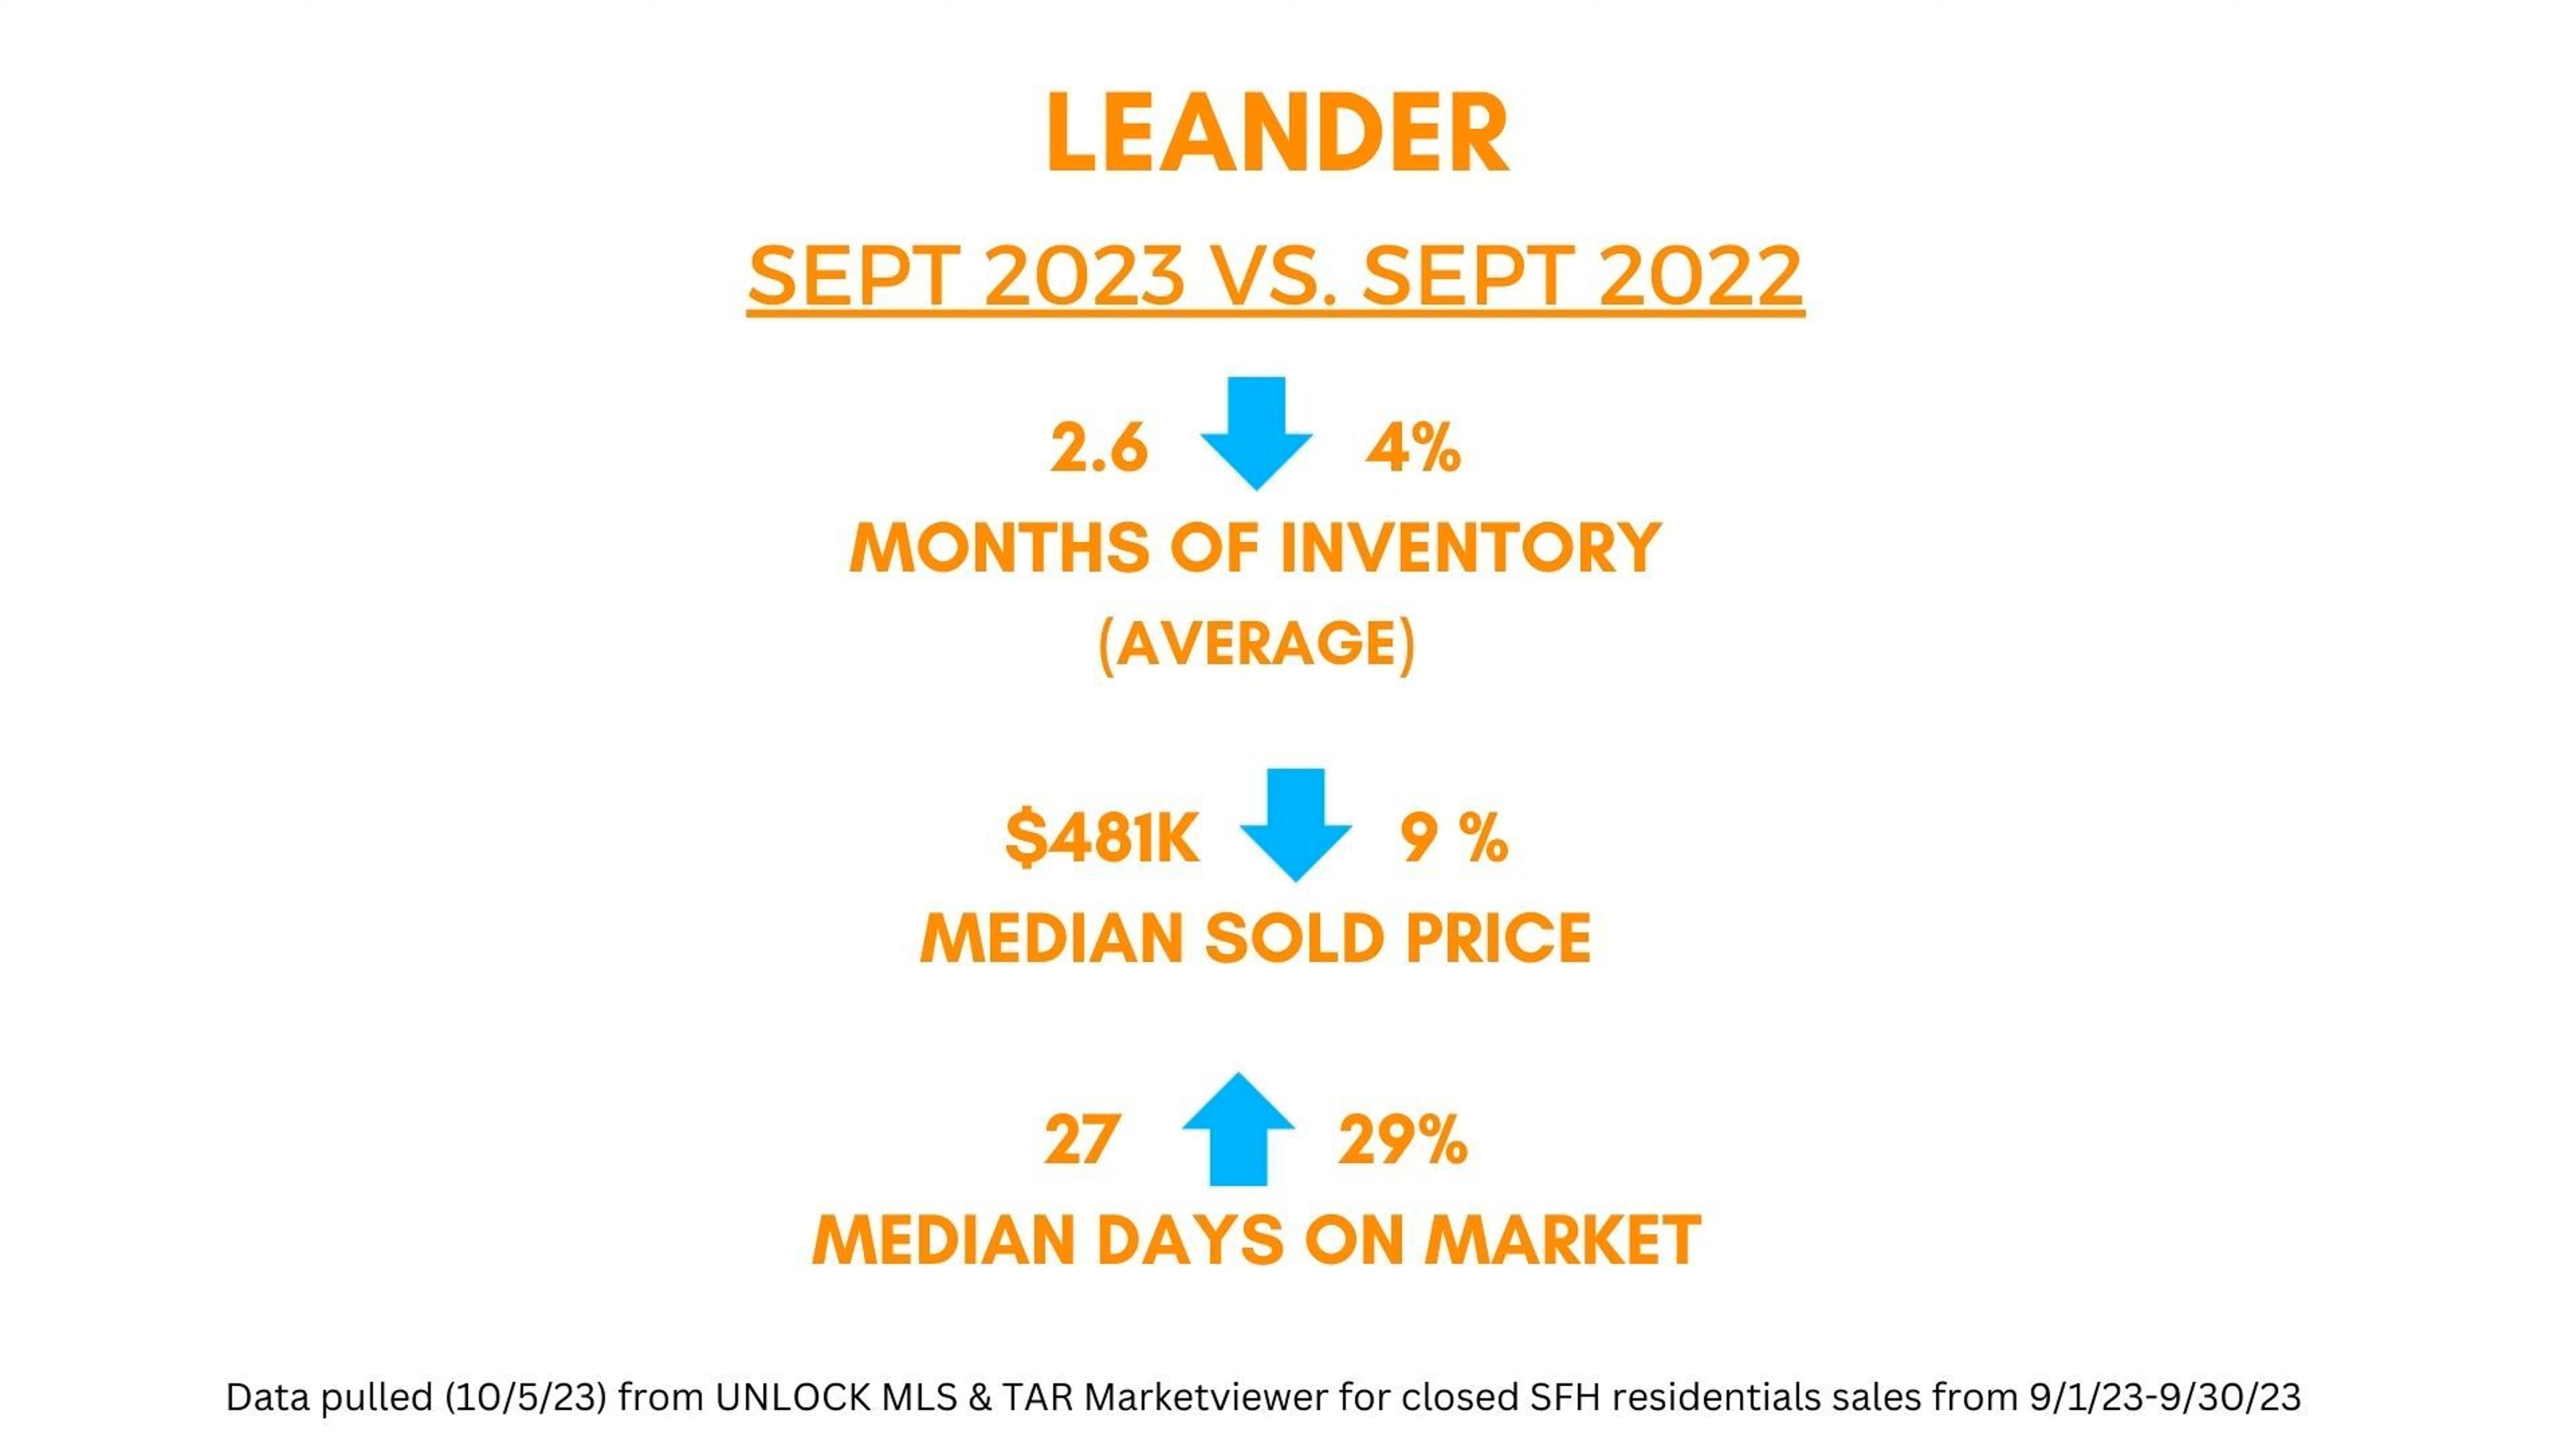 LEANDER
SEPT 2023 VS. SEPT 2022
2.6 4%
MONTHS OF INVENTORY
(AVERAGE)
$481K 9 %
MEDIAN SOLD PRICE
27 29%
MEDIAN DAYS ON MARKET
Data pulled (10/5/23) from UNLOCK MLS & TAR Marketviewer for closed SFH residentials sales from 9/1/23-9/30/23